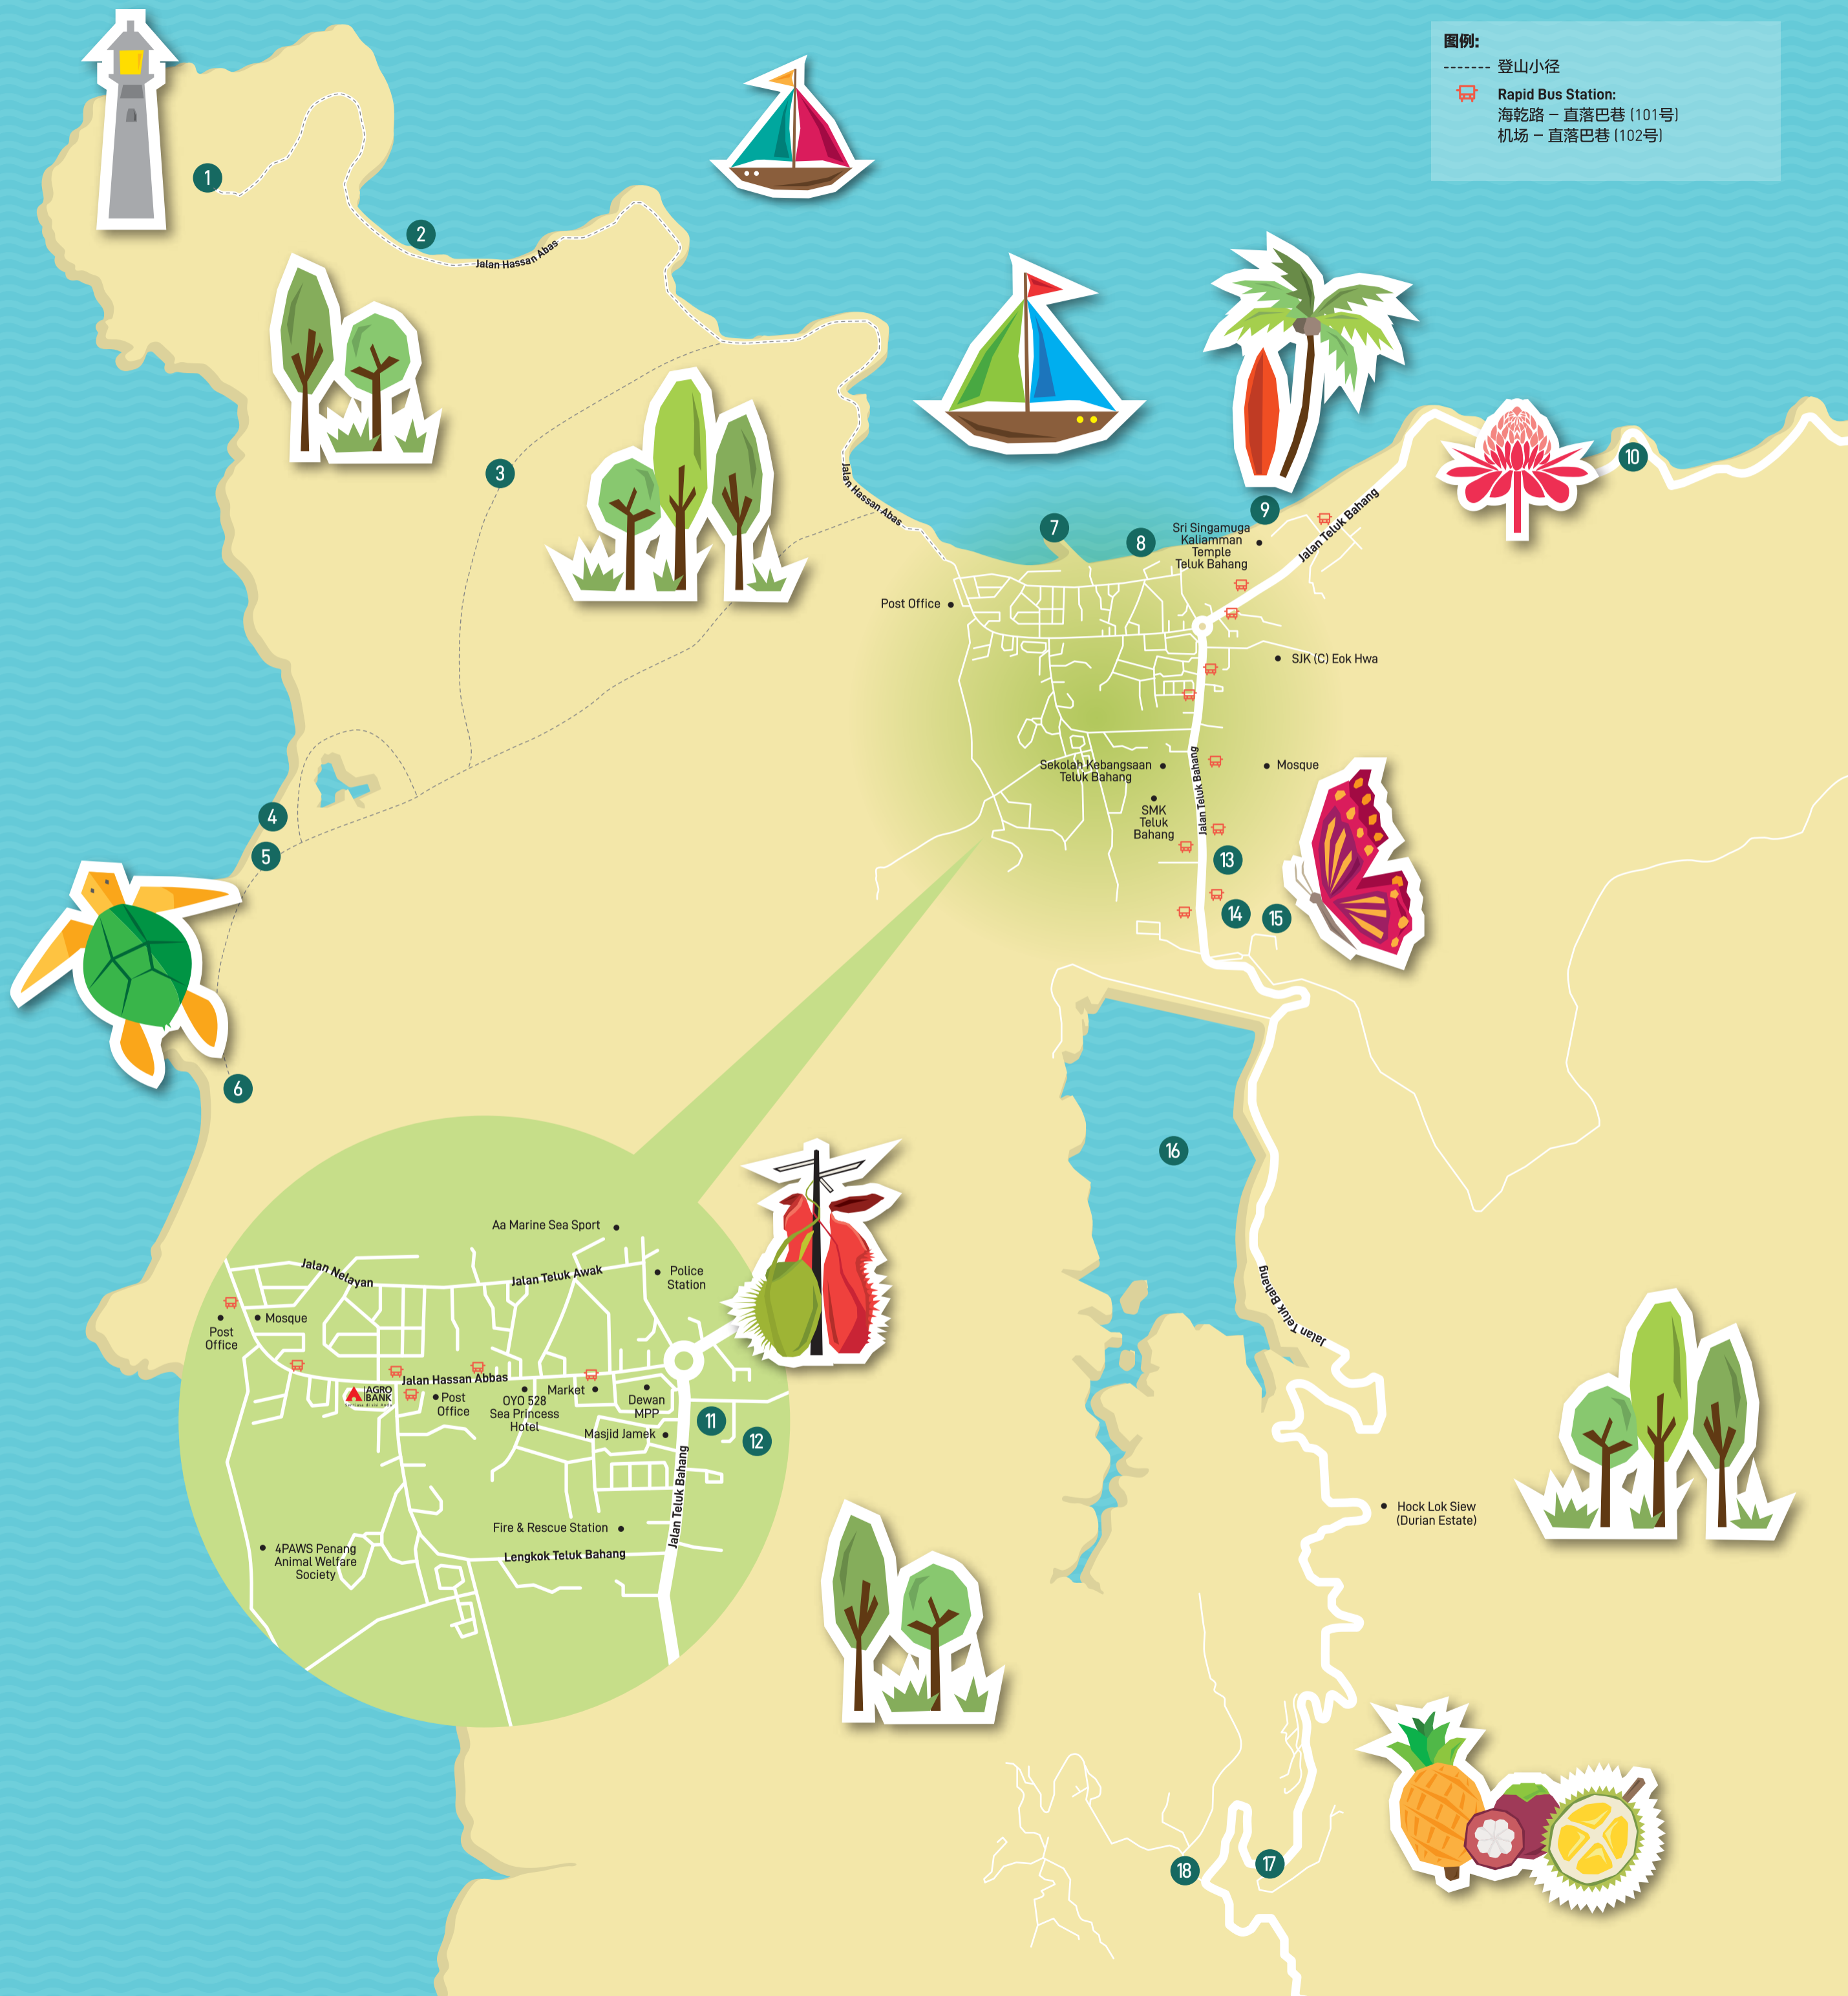 图例:
登山小径
Rapid Bus Station:
海乾路 – 直落巴巷 (101号)
机场 – 直落巴巷 (102号)
1
2
Jalan Hassan Abas
3
Jalan Hassan Abas
4
5
6
7
8
9
10
Sri Singamuga
Kaliamman
Temple
Teluk Bahang
Jalan Teluk Bahang
Post Office
SJK (C) Eok Hwa
Sekolah Kebangsaan
Teluk Bahang
Mosque
Jalan Teluk Bahang
SMK
Teluk
Bahang
13
14
15
16
Aa Marine Sea Sport
Jalan Nelayan
Jalan Teluk Awak
Police
Station
Post
Office
Mosque
Jalan Hassan Abbas
AGRO
BANK
Post
Office
OYO 528
Sea Princess
Hotel
Market
Dewan
MPP
Masjid Jamek
11
12
Jalan Teluk Bahang
Fire & Rescue Station
Lengkok Teluk Bahang
4PAWS Penang
Animal Welfare
Society
Jalan Teluk Bahang
Hock Lok Siew
(Durian Estate)
17
18